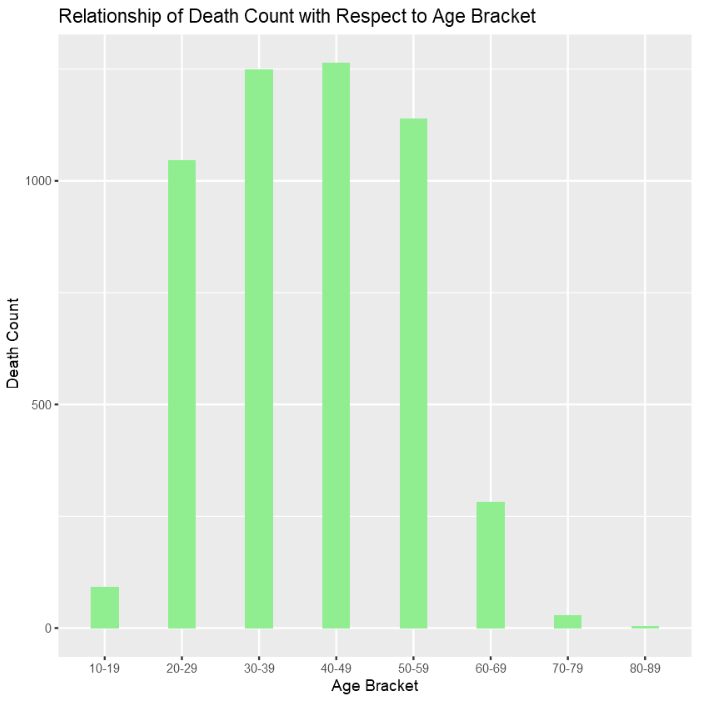 Relationship of Death Count with Respect to Age Bracket
Death Count
1000
500
0
10-19 20-29 30-39 40-49 50-59 60-69 70-79 80-89
Age Bracket